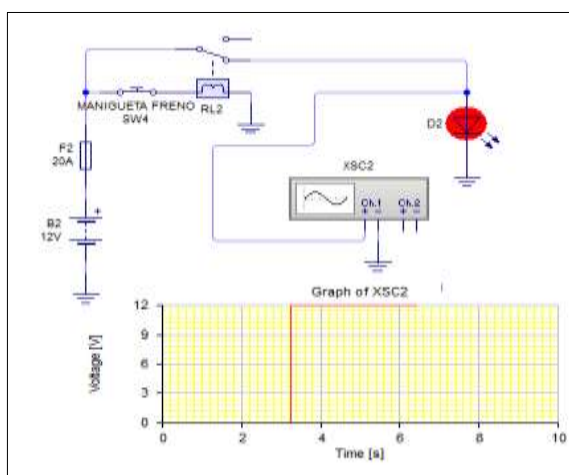 MANIGUETA FRENO
SW4
RL2
D2
F2
20A
XSC2
Ch.1
Ch.2
+ − + −
B2
12V
+
Graph of XSC2
Voltage [V]
12
9
6
3
0
0 2 4 6 8 10
Time [s]